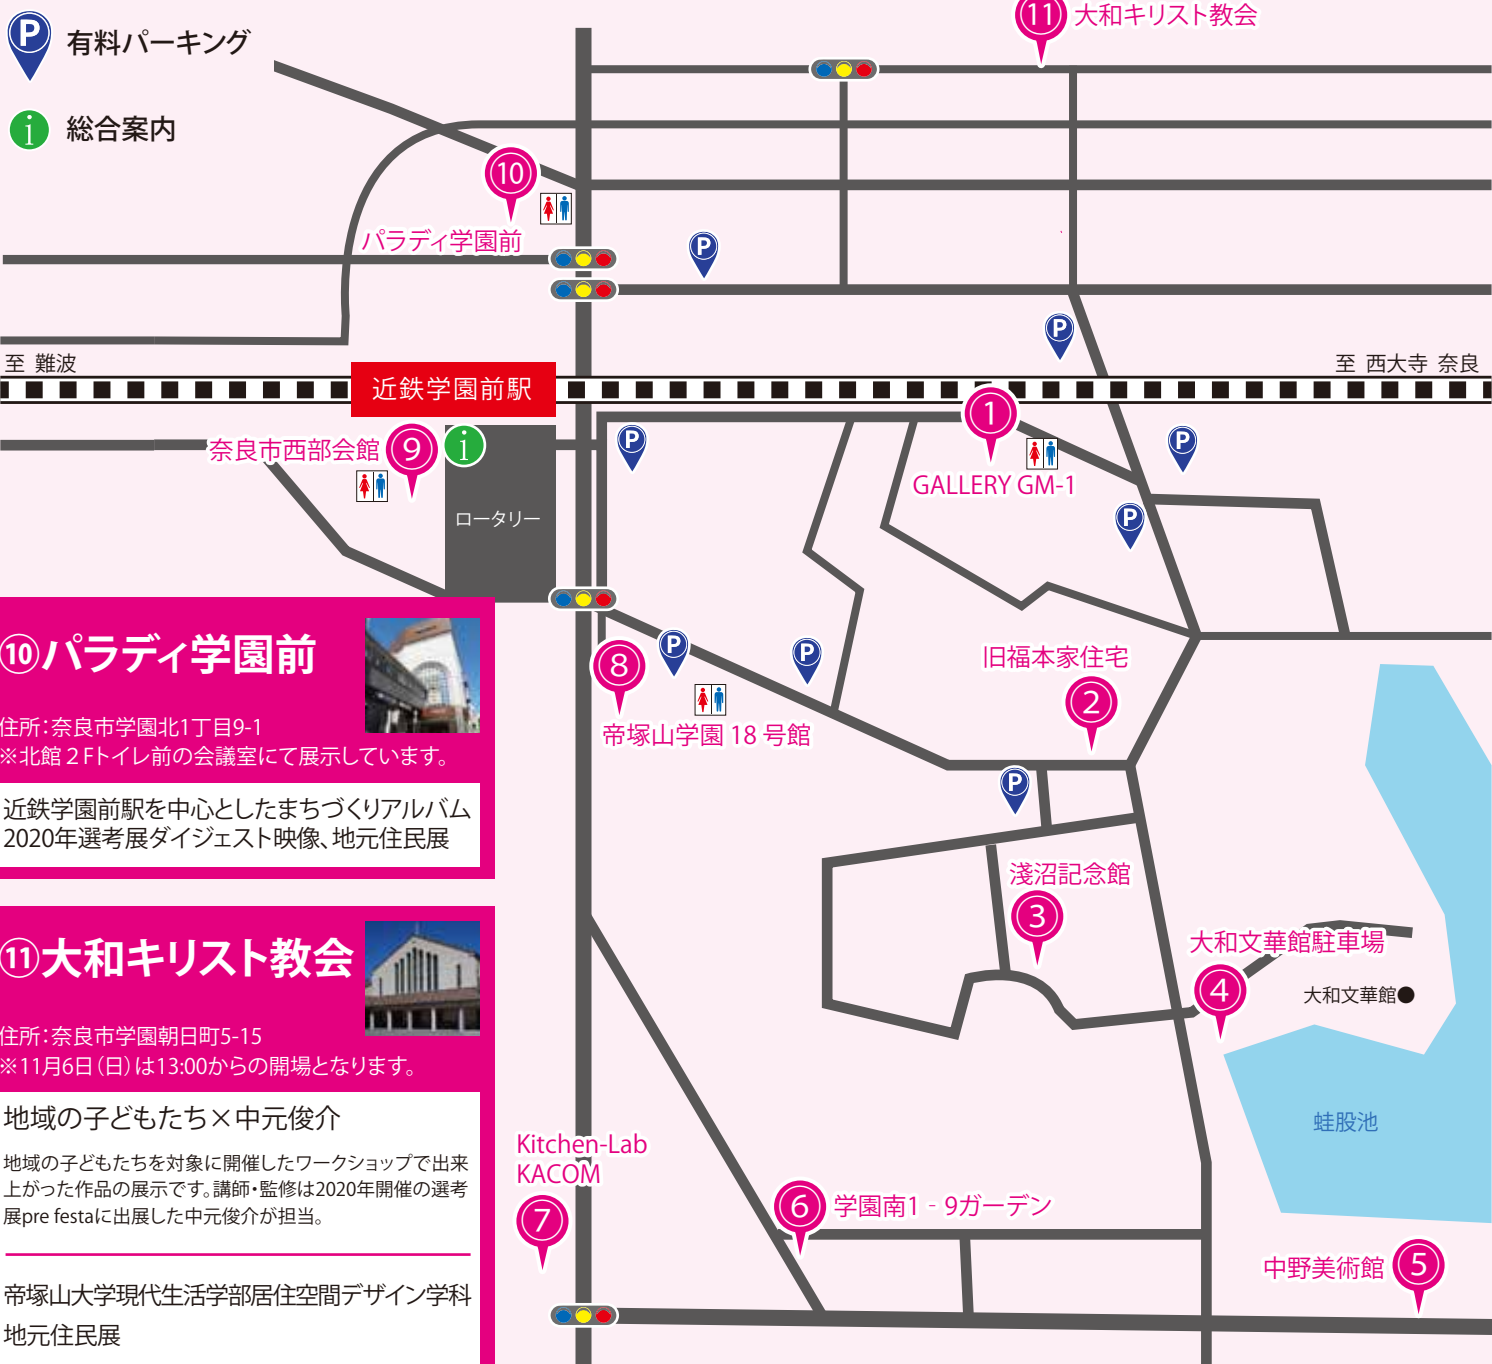 P 有料パーキング
i 総合案内
11 大和キリスト教会
10
パラディ学園前
P
P
至 難波
至 西大寺 奈良
近鉄学園前駅
1
GALLERY GM-1
奈良市西部会館 9
i
P
P
P
ロータリー
8
帝塚山学園 18 号館
P
P
旧福本家住宅
2
P
淺沼記念館
3
大和文華館駐車場
4
大和文華館●
蛙股池
Kitchen-Lab
KACOM
7
6 学園南1‐9ガーデン
中野美術館 5
⑩パラディ学園前
住所：奈良市学園北1丁目9-1
※北館２Fトイレ前の会議室にて展示しています。
近鉄学園前駅を中心としたまちづくりアルバム
2020年選考展ダイジェスト映像、地元住民展
⑪大和キリスト教会
住所：奈良市学園朝日町5-15
※11月6日（日）は13:00からの開場となります。
地域の子どもたち×中元俊介
地域の子どもたちを対象に開催したワークショップで出来
上がった作品の展示です。講師・監修は2020年開催の選考
展pre festaに出展した中元俊介が担当。
帝塚山大学現代生活学部居住空間デザイン学科
地元住民展